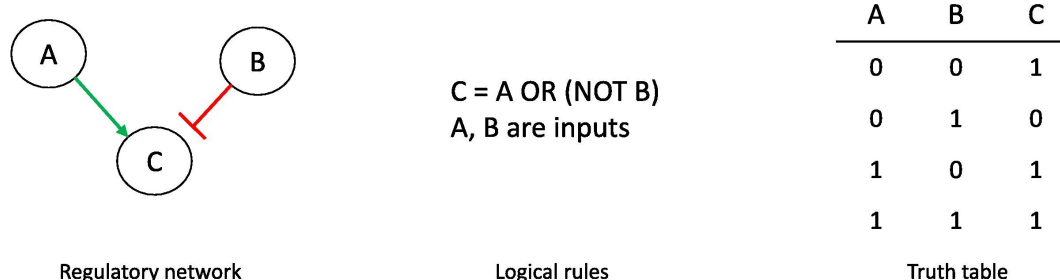 A
B
C
C = A OR (NOT B)
A, B are inputs
A B C
0 0 1
0 1 0
1 0 1
1 1 1
Regulatory network
Logical rules
Truth table